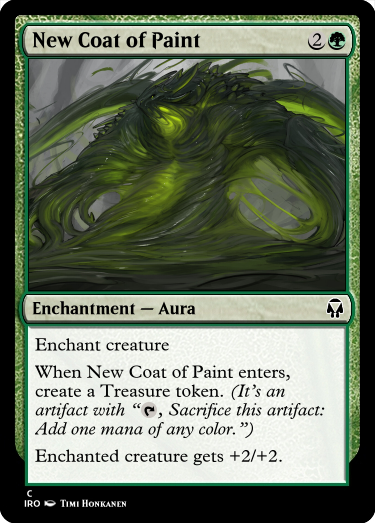 New Coat of Paint 2
Enchantment — Aura
Enchant creature
When New Coat of Paint enters,
create a Treasure token. (It's an
artifact with “, Sacrifice this artifact:
Add one mana of any color.”)
Enchanted creature gets +2/+2.
C
IRO Timi Honkanen